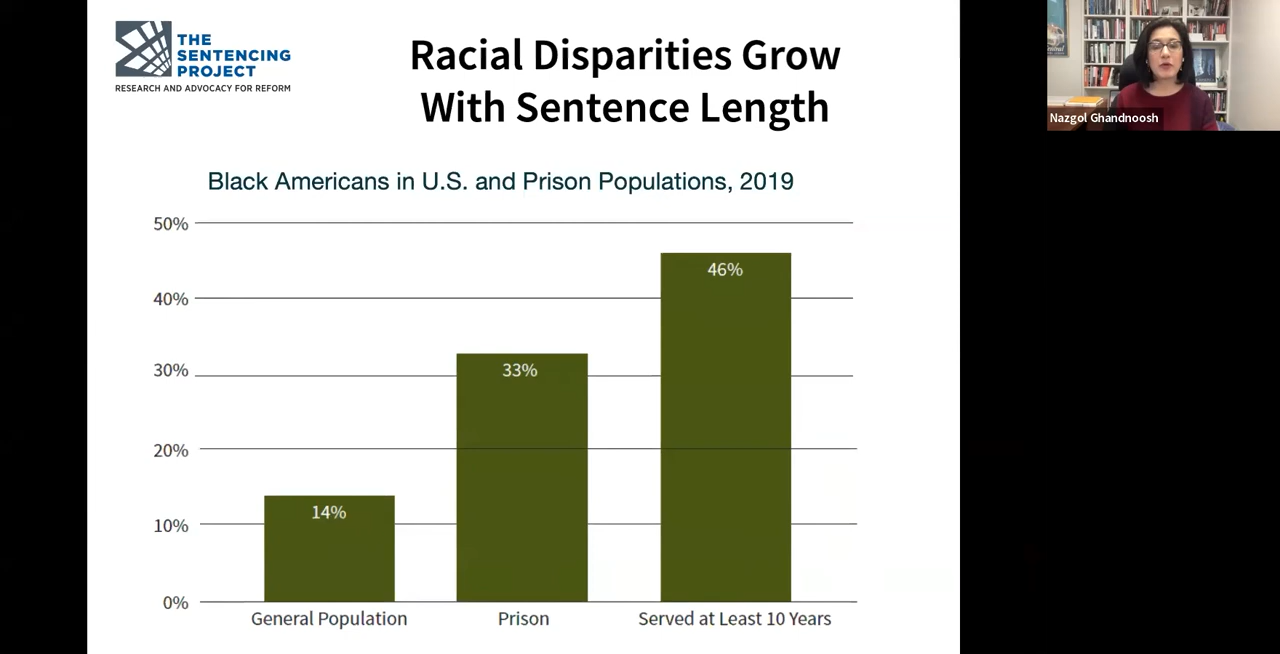 THE
SENTENCING
PROJECT
RESEARCH AND ADVOCACY FOR REFORM
Racial Disparities Grow
With Sentence Length
Nazgol Ghandnoosh
Black Americans in U.S. and Prison Populations, 2019
50%
40%
30%
20%
10%
0%
14%
33%
46%
General Population
Prison
Served at Least 10 Years